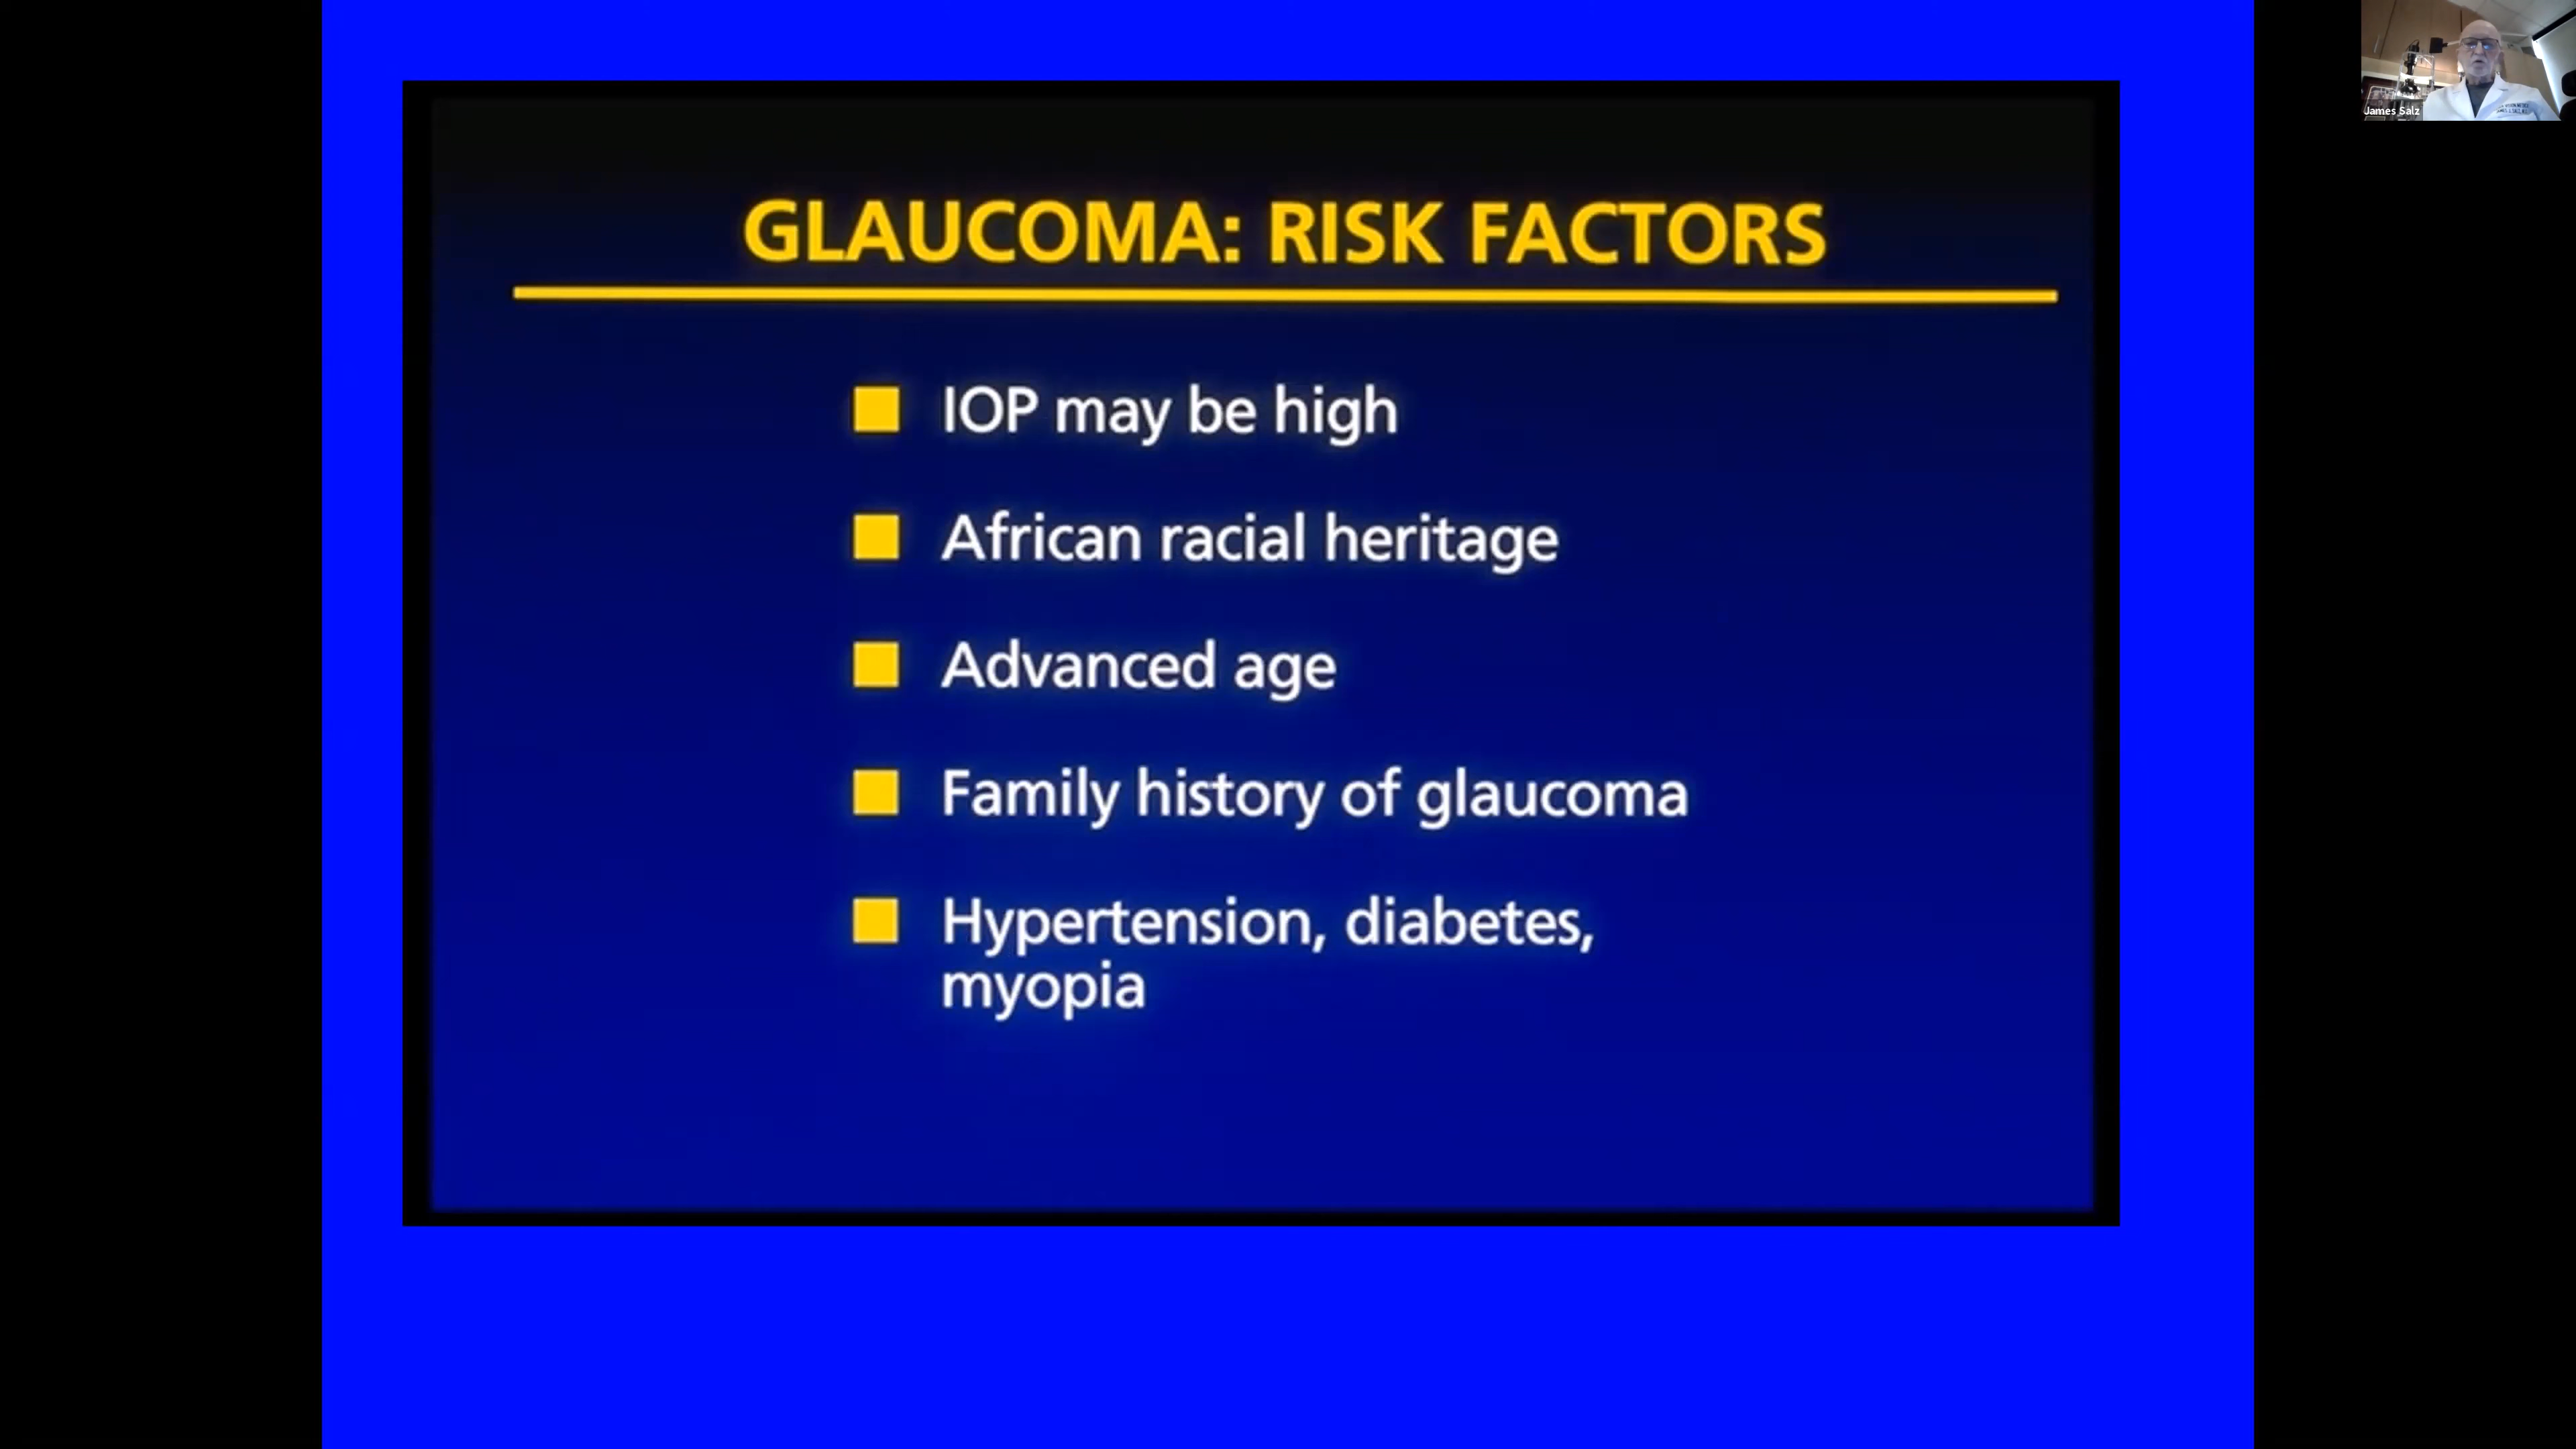 GLAUCOMA: RISK FACTORS
IOP may be high
African racial heritage
Advanced age
Family history of glaucoma
Hypertension, diabetes,
myopia
James Salz